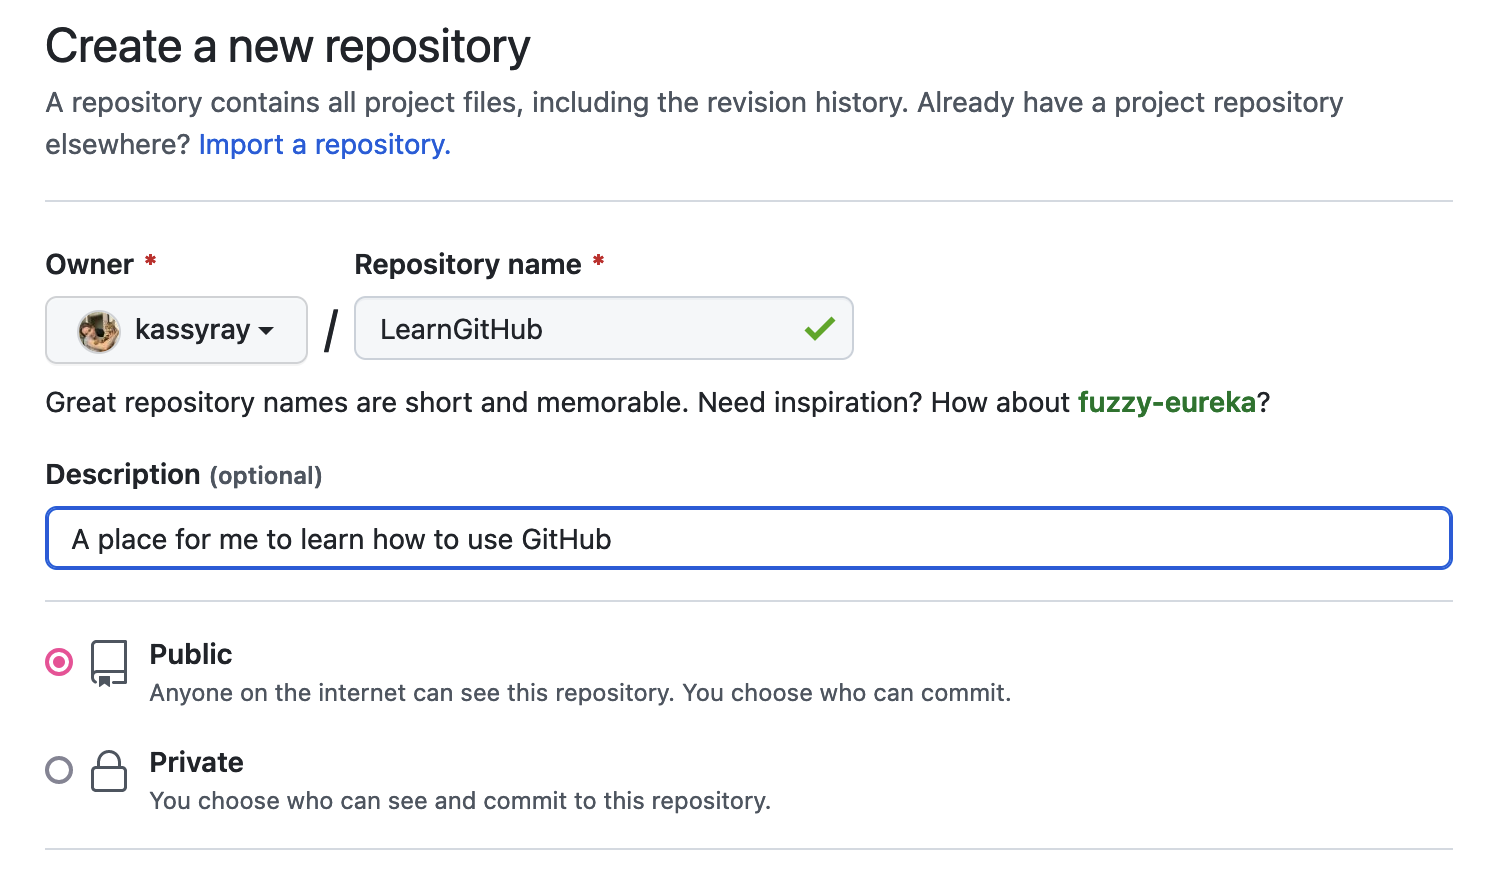 Create a new repository
A repository contains all project files, including the revision history. Already have a project repository
elsewhere? Import a repository.
Owner * Repository name *
kassyray / LearnGitHub
Great repository names are short and memorable. Need inspiration? How about fuzzy-eureka?
Description (optional)
A place for me to learn how to use GitHub
Public
Anyone on the internet can see this repository. You choose who can commit.
Private
You choose who can see and commit to this repository.